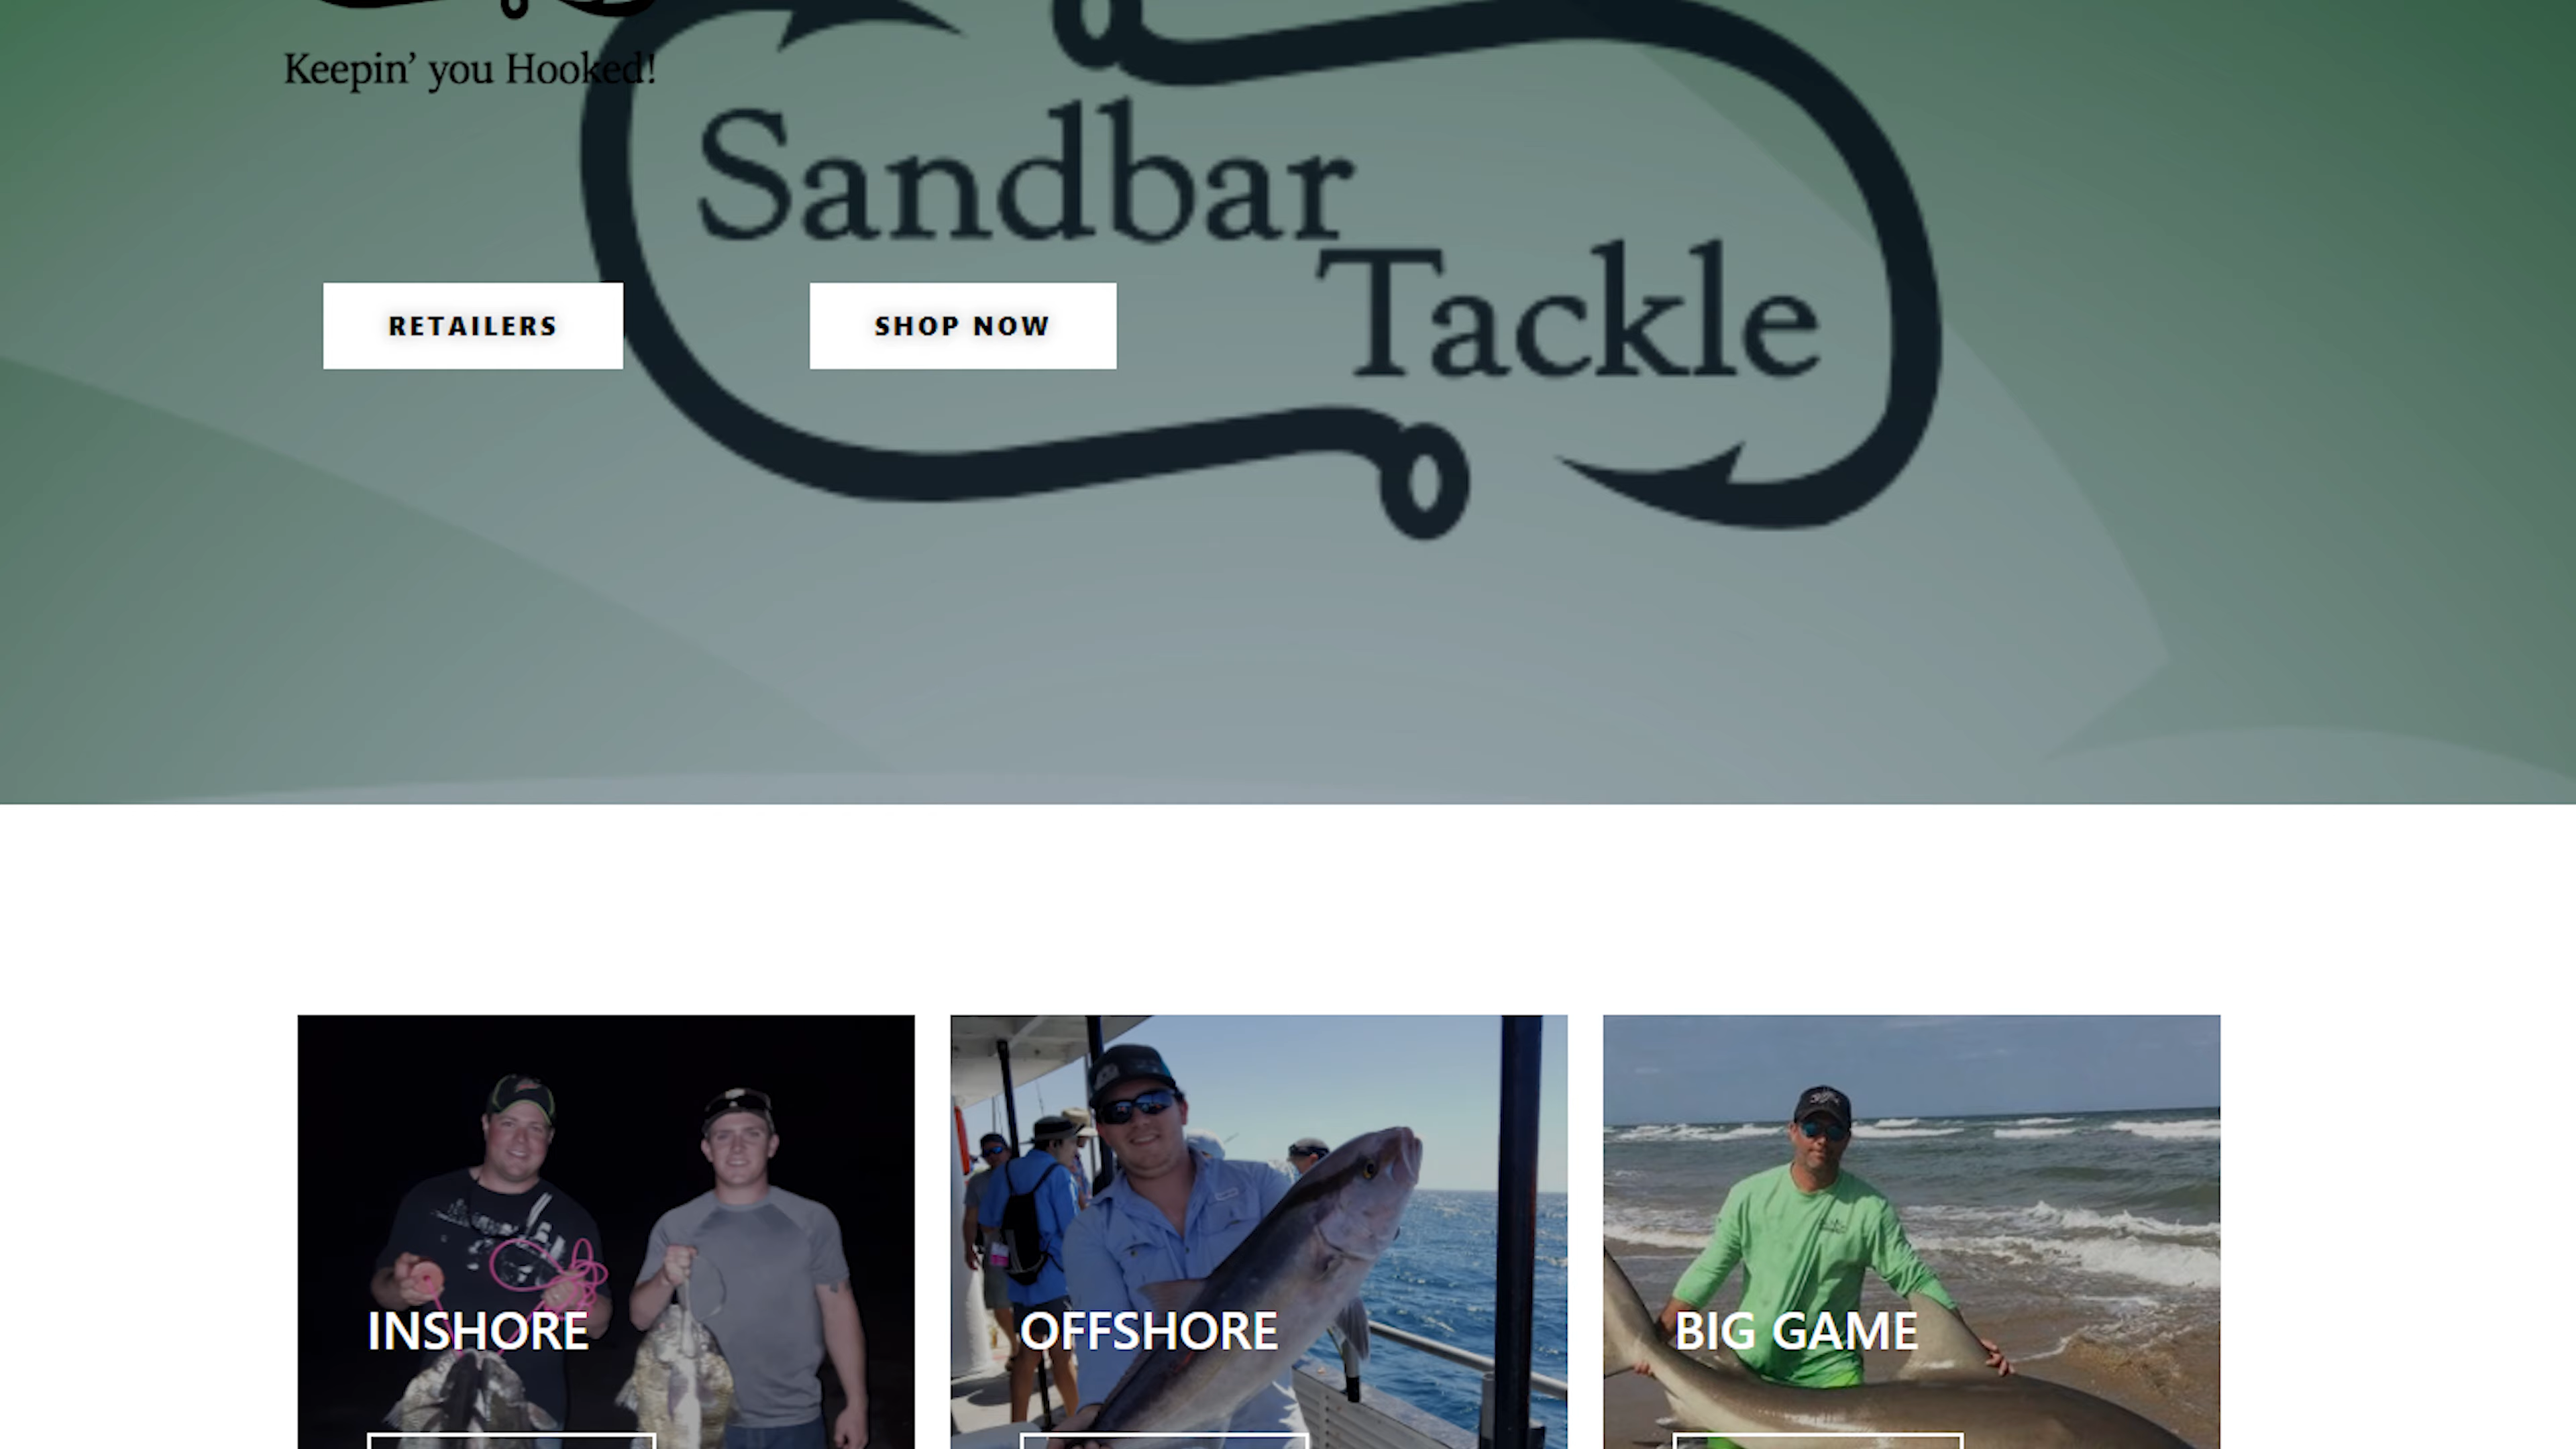 Keepin' you Hooked!
Sandbar
Tackle
RETAILERS
SHOP NOW
INSHORE
OFFSHORE
BIG GAME